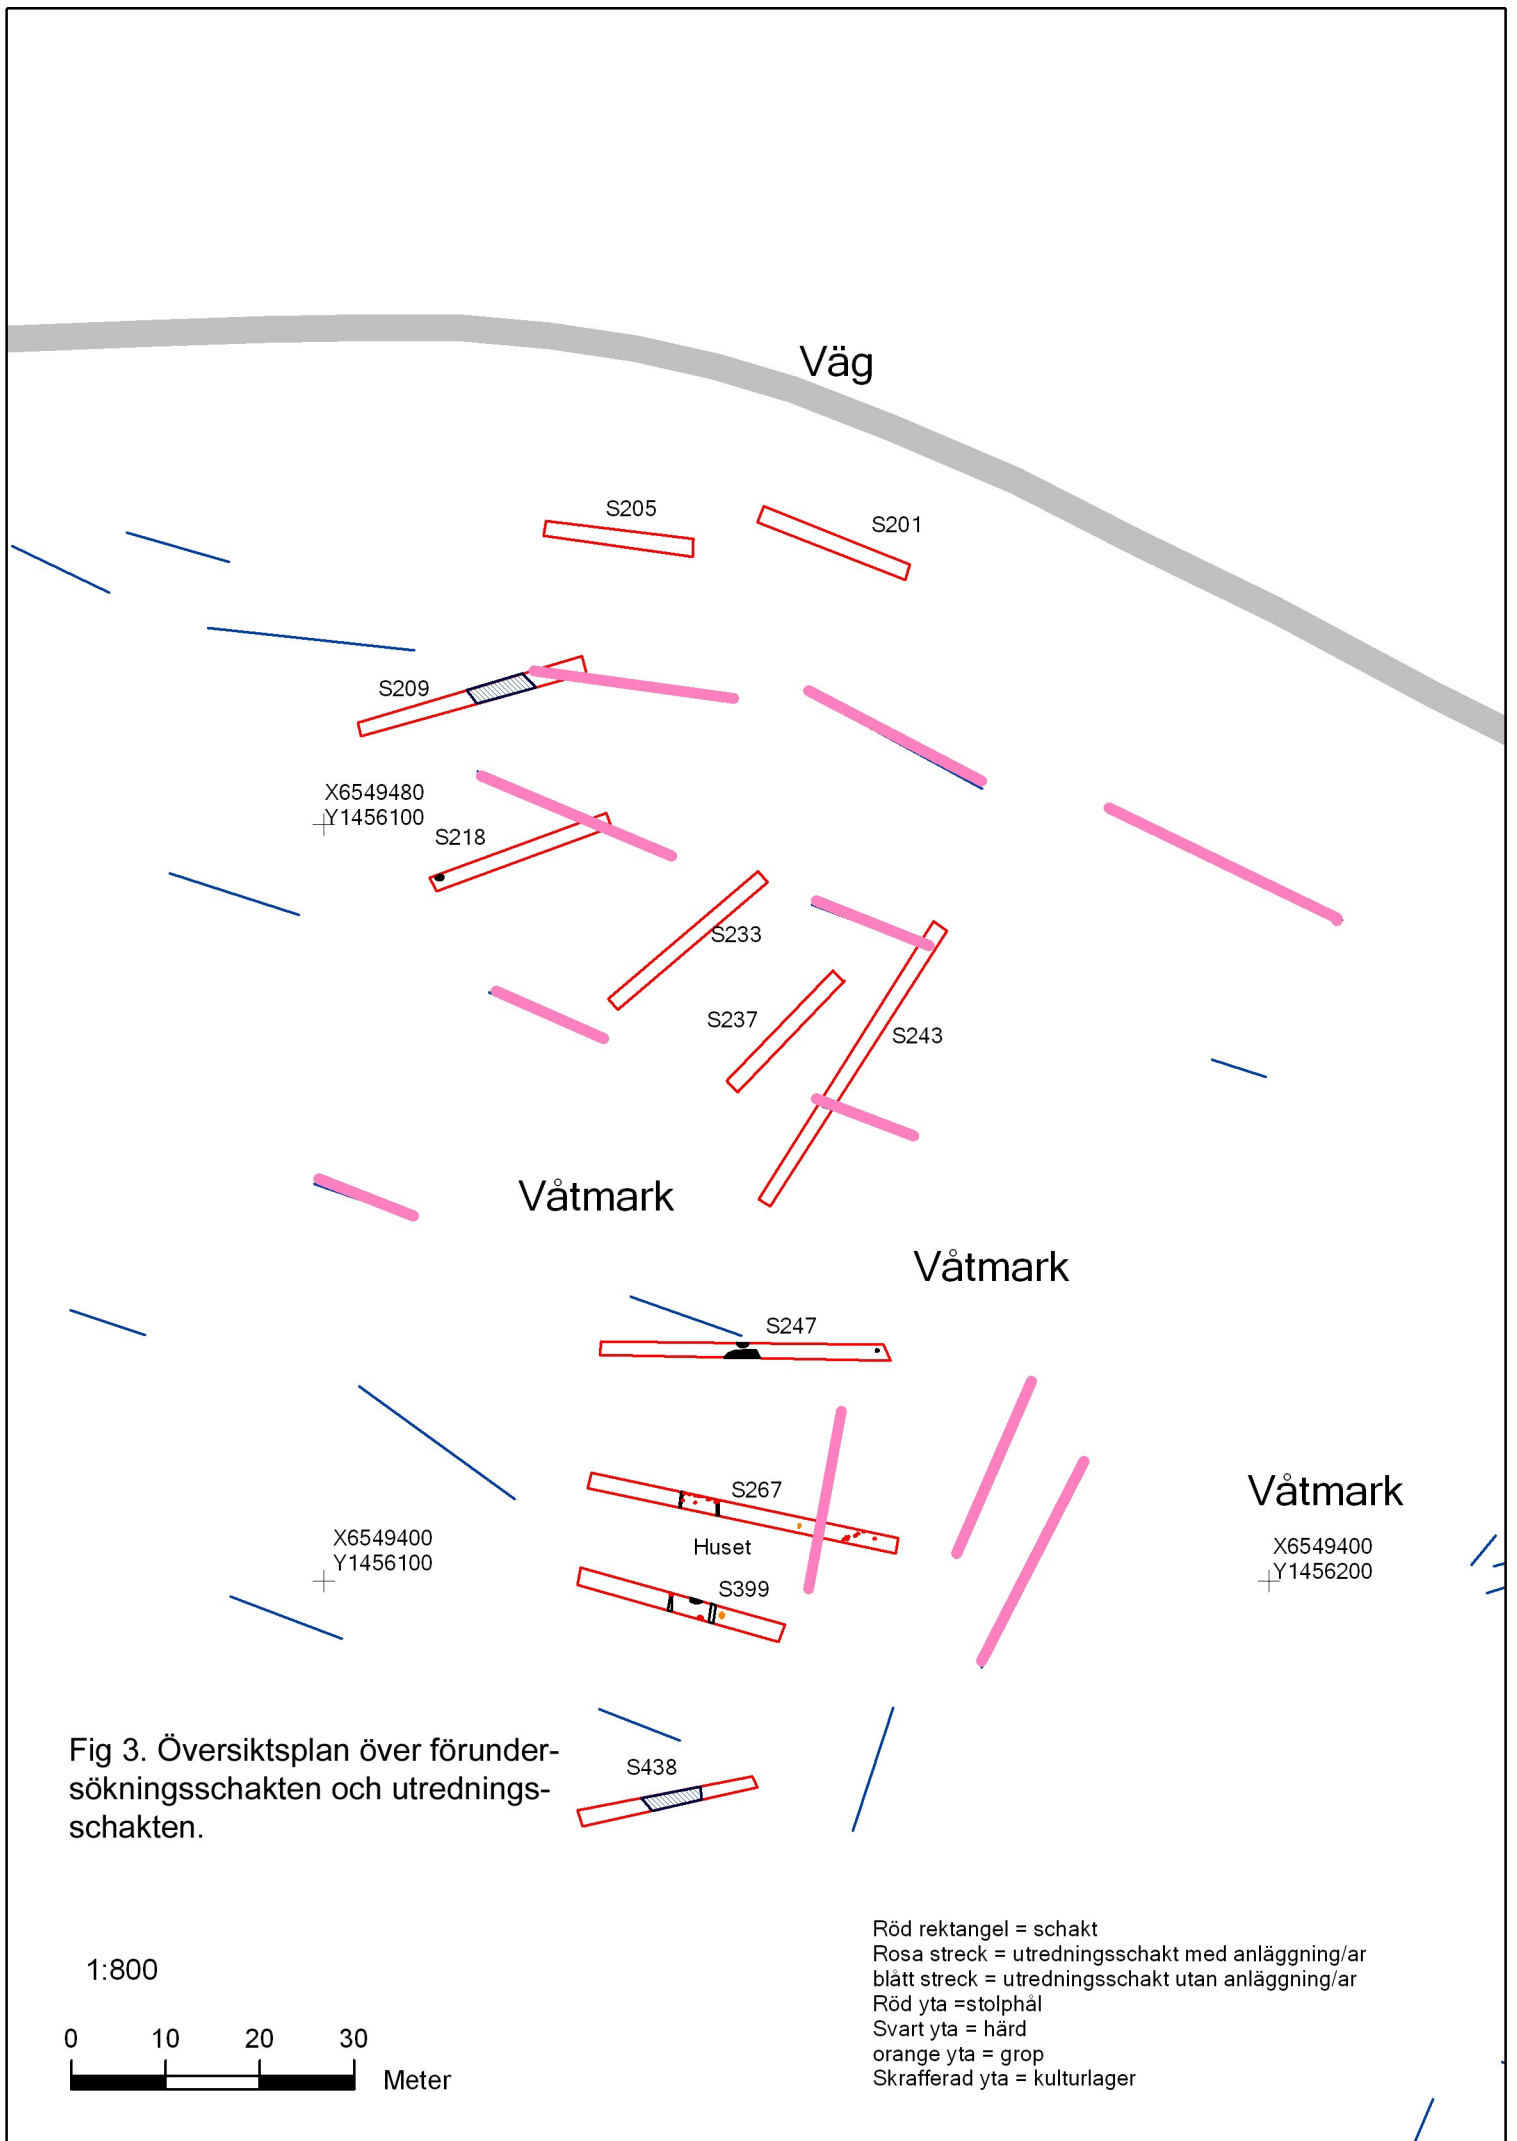 Väg
S205
S201
S209
X6549480
Y1456100
S218
S233
S237
S243
Våtmark
Våtmark
S247
S267
Våtmark
Huset
X6549400
Y1456100
X6549400
Y1456200
S399
Fig 3. Översiktsplan över förunder-
sökningsschakten och utrednings-
schakten.
S438
Röd rektangel = schakt
Rosa streck = utredningsschakt med anläggning/ar
blått streck = utredningsschakt utan anläggning/ar
Röd yta =stolphål
Svart yta = härd
orange yta = grop
Skrafferad yta = kulturlager
1:800
0 10 20 30
Meter